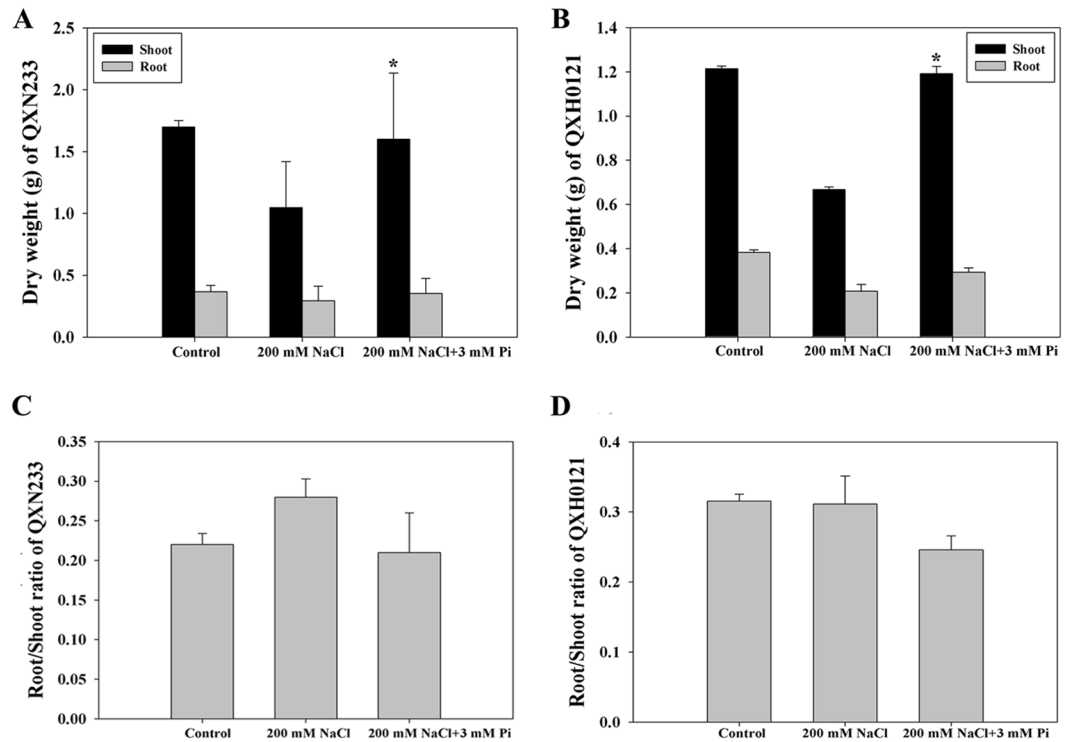 A
Dry weight (g) of QXN233
2.5
2.0
1.5
1.0
0.5
0.0
Shoot
Root
*
Control
200 mM NaCl
200 mM NaCl+3 mM Pi
B
Dry weight (g) of QXH0121
1.4
1.2
1.0
0.8
0.6
0.4
0.2
0.0
Shoot
Root
*
Control
200 mM NaCl
200 mM NaCl+3 mM Pi
C
Root/Shoot ratio of QXN233
0.35
0.30
0.25
0.20
0.15
0.10
0.05
0.00
Control
200 mM NaCl
200 mM NaCl+3 mM Pi
D
Root/Shoot ratio of QXH0121
0.4
0.3
0.2
0.1
0.0
Control
200 mM NaCl
200 mM NaCl+3 mM Pi